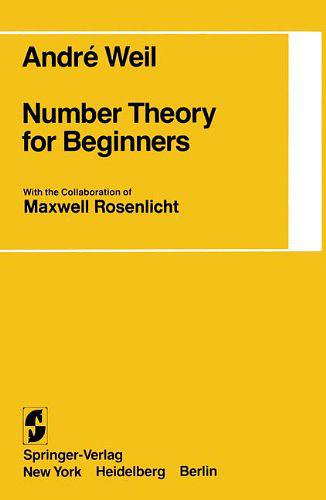 André Weil
Number Theory
for Beginners
With the Collaboration of
Maxwell Rosenlicht
Springer-Verlag
New York Heidelberg Berlin